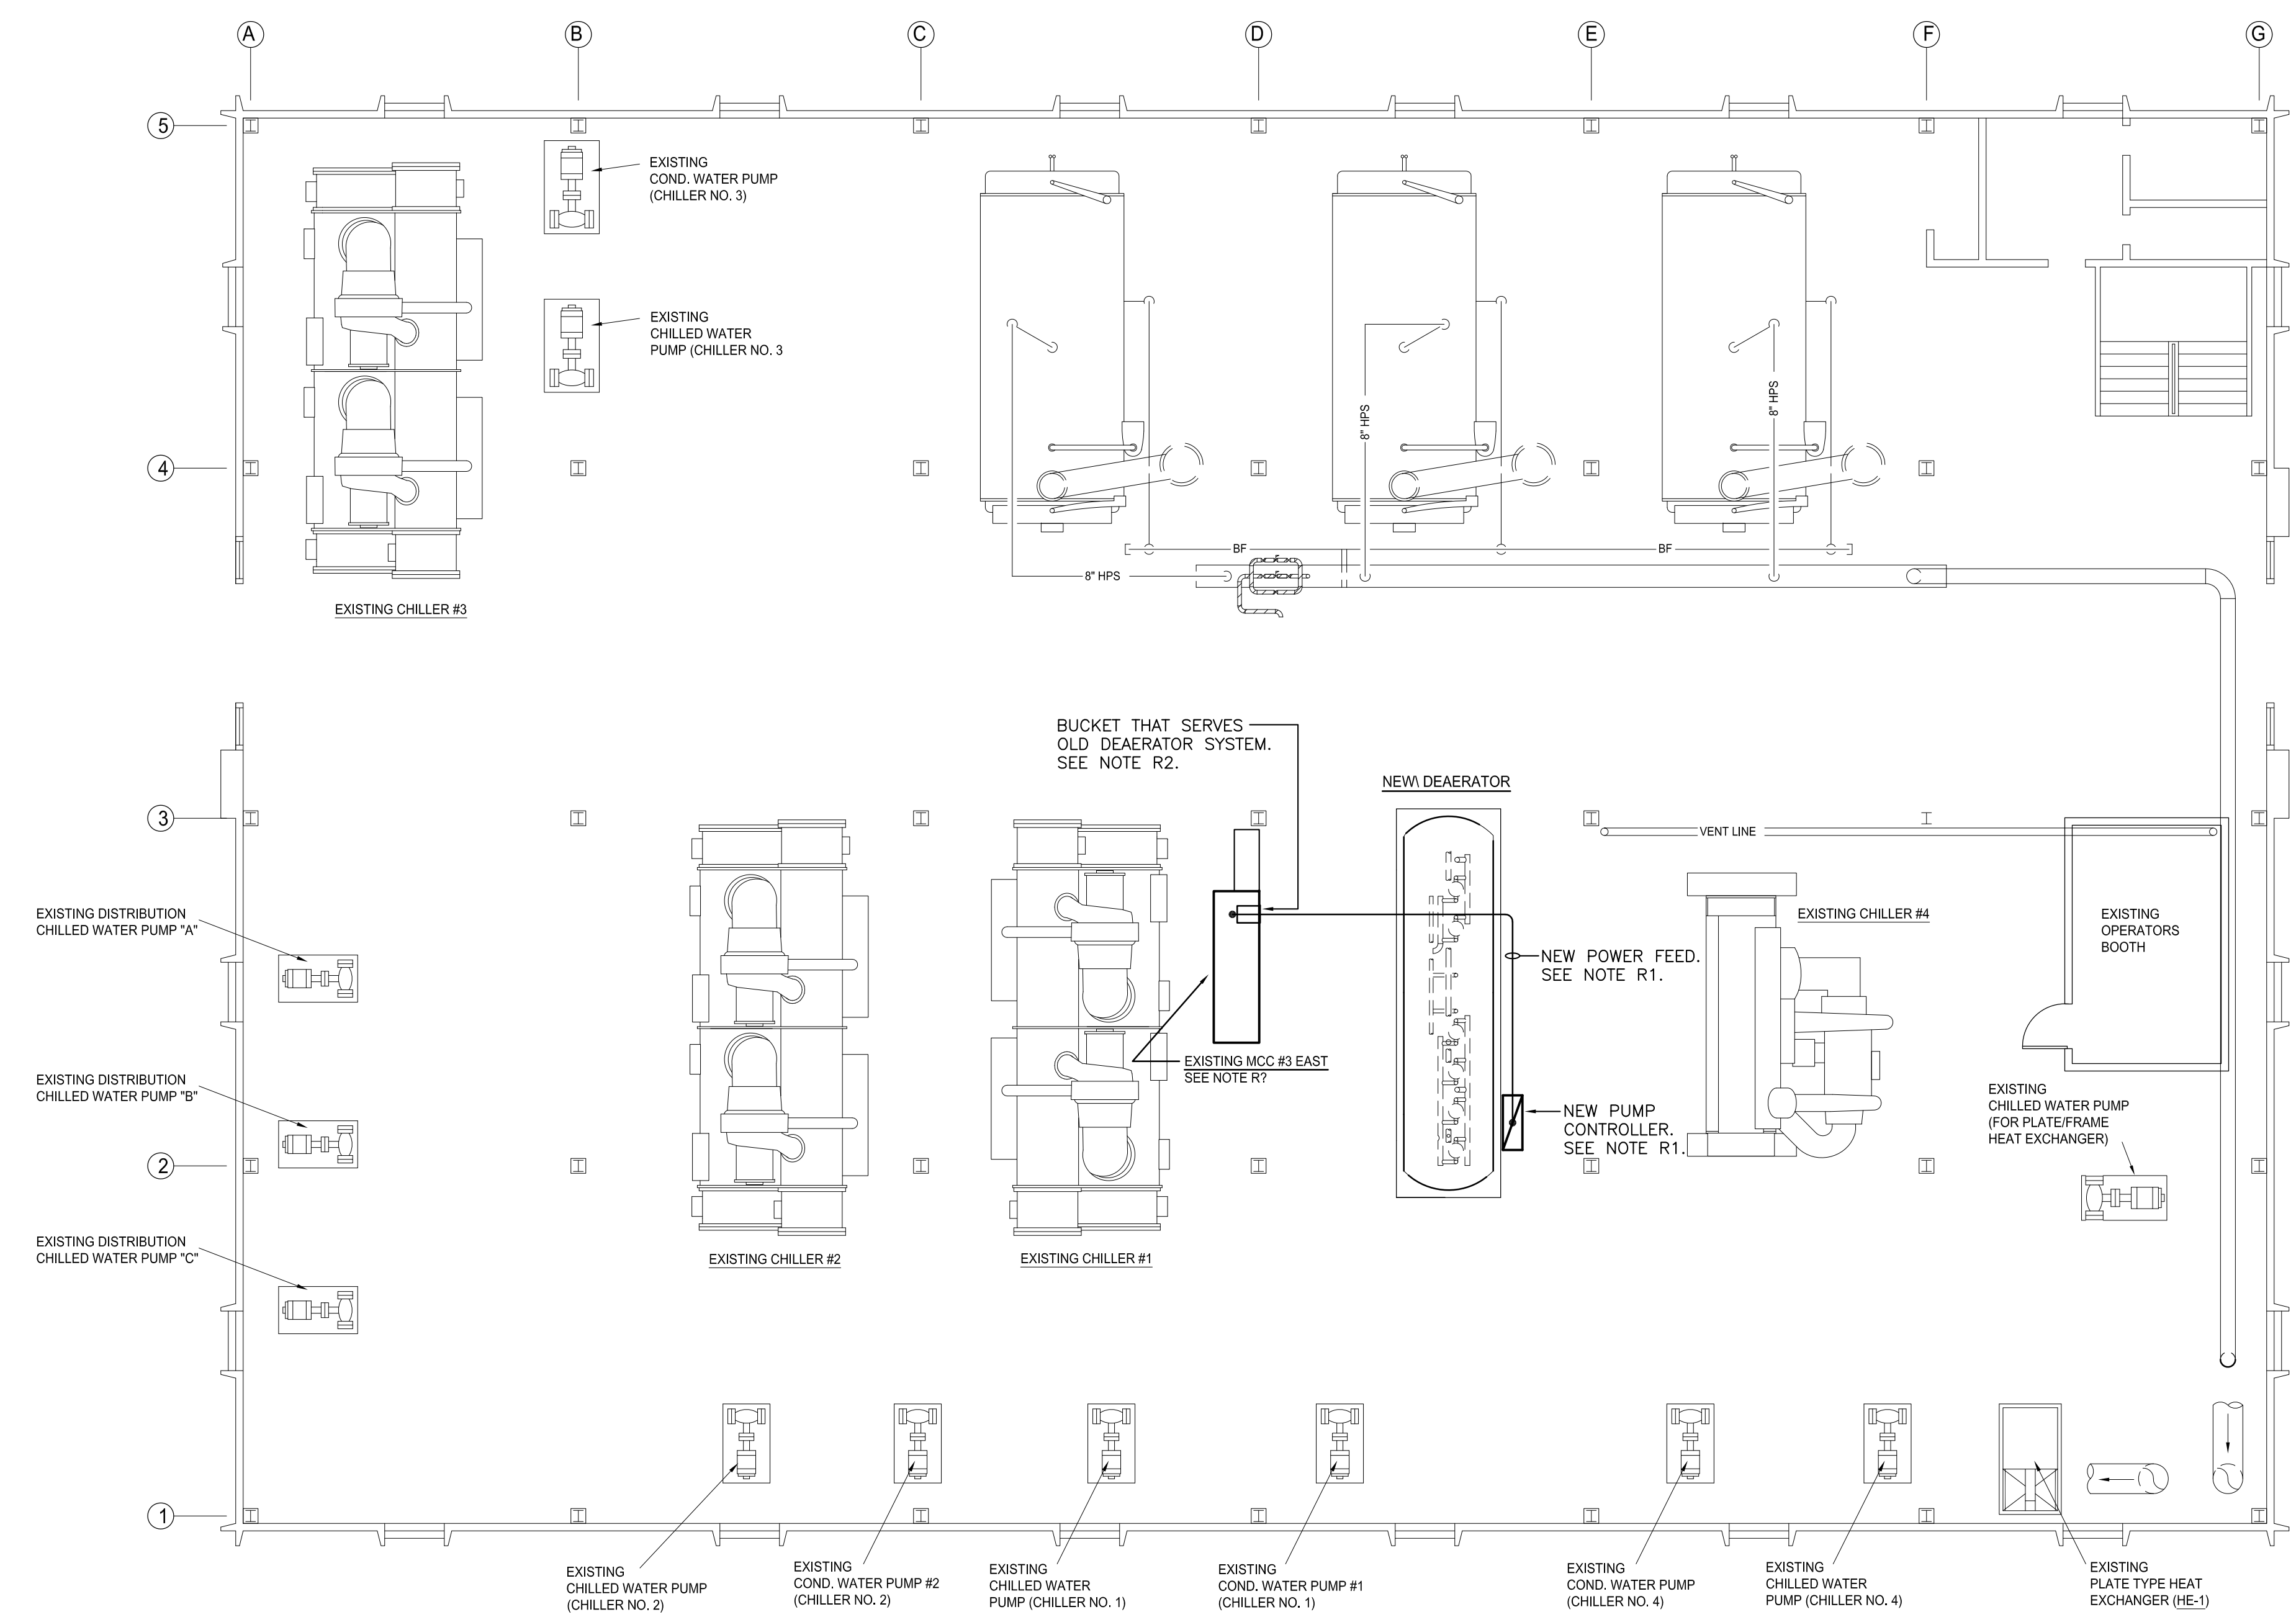 A
B
C
D
E
F
G
5
EXISTING
COND. WATER PUMP
(CHILLER NO. 3)
EXISTING
CHILLED WATER
PUMP (CHILLER NO. 3
8" HPS
8" HPS
4
BF
BF
8" HPS
EXISTING CHILLER #3
BUCKET THAT SERVES
OLD DEAERATOR SYSTEM.
SEE NOTE R2.
NEW\ DEAERATOR
3
VENT LINE
EXISTING DISTRIBUTION
CHILLED WATER PUMP "A"
EXISTING CHILLER #4
EXISTING
OPERATORS
BOOTH
NEW POWER FEED.
SEE NOTE R1.
EXISTING MCC #3 EAST
SEE NOTE R?
EXISTING DISTRIBUTION
CHILLED WATER PUMP "B"
NEW PUMP
CONTROLLER.
SEE NOTE R1.
EXISTING
CHILLED WATER PUMP
(FOR PLATE/FRAME
HEAT EXCHANGER)
2
EXISTING DISTRIBUTION
CHILLED WATER PUMP "C"
EXISTING CHILLER #2
EXISTING CHILLER #1
1
EXISTING
CHILLED WATER PUMP
(CHILLER NO. 2)
EXISTING
COND. WATER PUMP #2
(CHILLER NO. 2)
EXISTING
CHILLED WATER
PUMP (CHILLER NO. 1)
EXISTING
COND. WATER PUMP #1
(CHILLER NO. 1)
EXISTING
COND. WATER PUMP
(CHILLER NO. 4)
EXISTING
CHILLED WATER
PUMP (CHILLER NO. 4)
EXISTING
PLATE TYPE HEAT
EXCHANGER (HE-1)